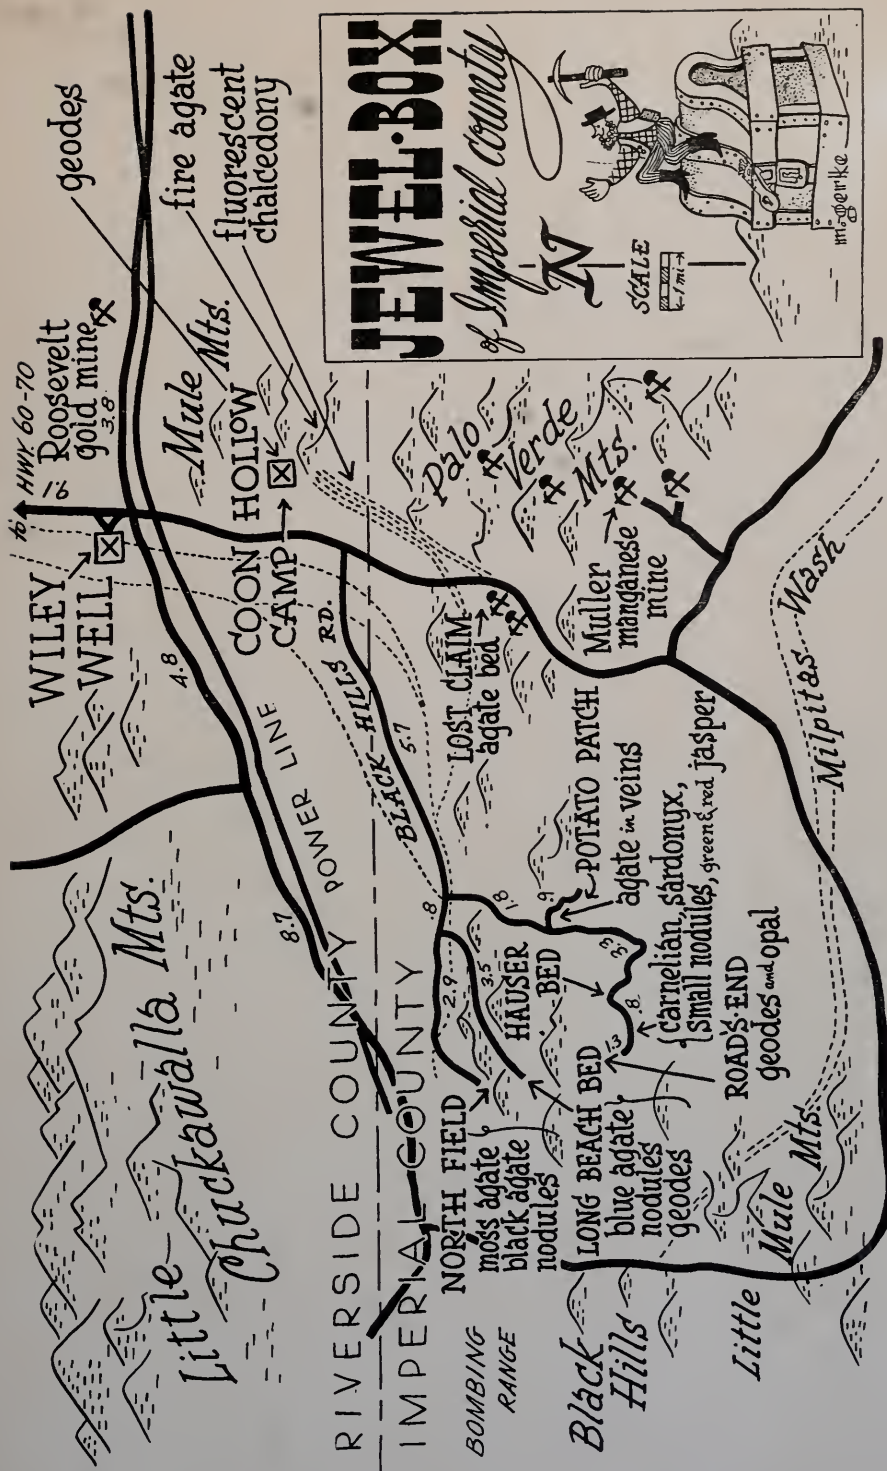 JEWEL·BOX
of Imperial County
N
SCALE
1 mi
m. Gerke
to HWY. 60-70
16
Roosevelt
gold mine
3.8
geodes
fire agate
fluorescent
chalcedony
WILEY
WELL
Mule Mts.
COON HOLLOW
CAMP
4.8
8.7
POWER LINE
Little Chuckawalla Mts.
RIVERSIDE COUNTY
IMPERIAL COUNTY
BLACK HILLS RD.
5.7
.8
Palo
Verde
Mts.
LOST CLAIM
agate bed
Muller
manganese
mine
1.8
.6
POTATO PATCH
agate in veins
2.9
3.5
HAUSER
BED
3.3
.8
1.3
carnelian, sardonyx,
small nodules, green & red jasper
ROAD'S·END
geodes and opal
NORTH FIELD
moss agate
black agate
nodules
LONG BEACH BED
blue agate
nodules
geodes
BOMBING
RANGE
Black
Hills
Little Mule Mts.
Milpitas Wash